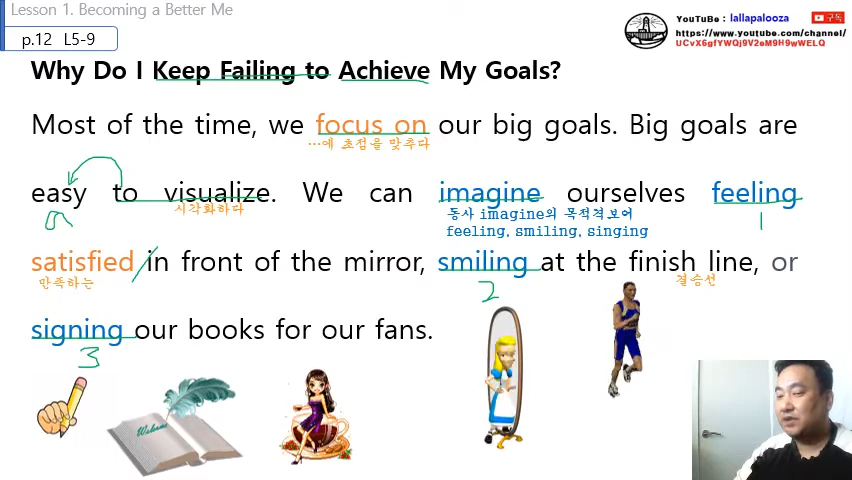 Lesson 1. Becoming a Better Me
p.12 L5-9
YouTuBe : lallapalooza
구독
https://www.youtube.com/channel/
UCvX6gfYWQj9V2eM9H9wWELQ
Why Do I Keep Failing to Achieve My Goals?
Most of the time, we focus on our big goals. Big goals are
…에 초점을 맞추다
easy to visualize. We can imagine ourselves feeling
시각화하다
동사 imagine의 목적격보어
a
1
feeling, smiling, singing
satisfied in front of the mirror, smiling at the finish line, or
만족하는
결승선
2
signing our books for our fans.
3
Welcome